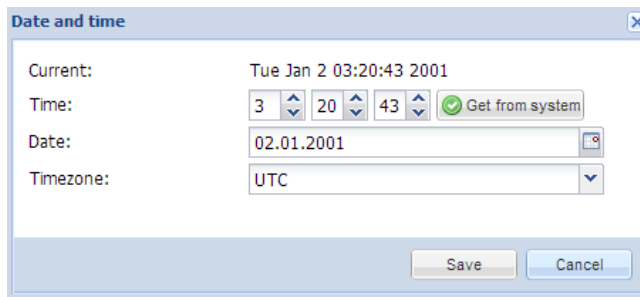 Date and time
Current: Tue Jan 2 03:20:43 2001
Time: 3 20 43 Get from system
Date: 02.01.2001
Timezone: UTC
Save Cancel